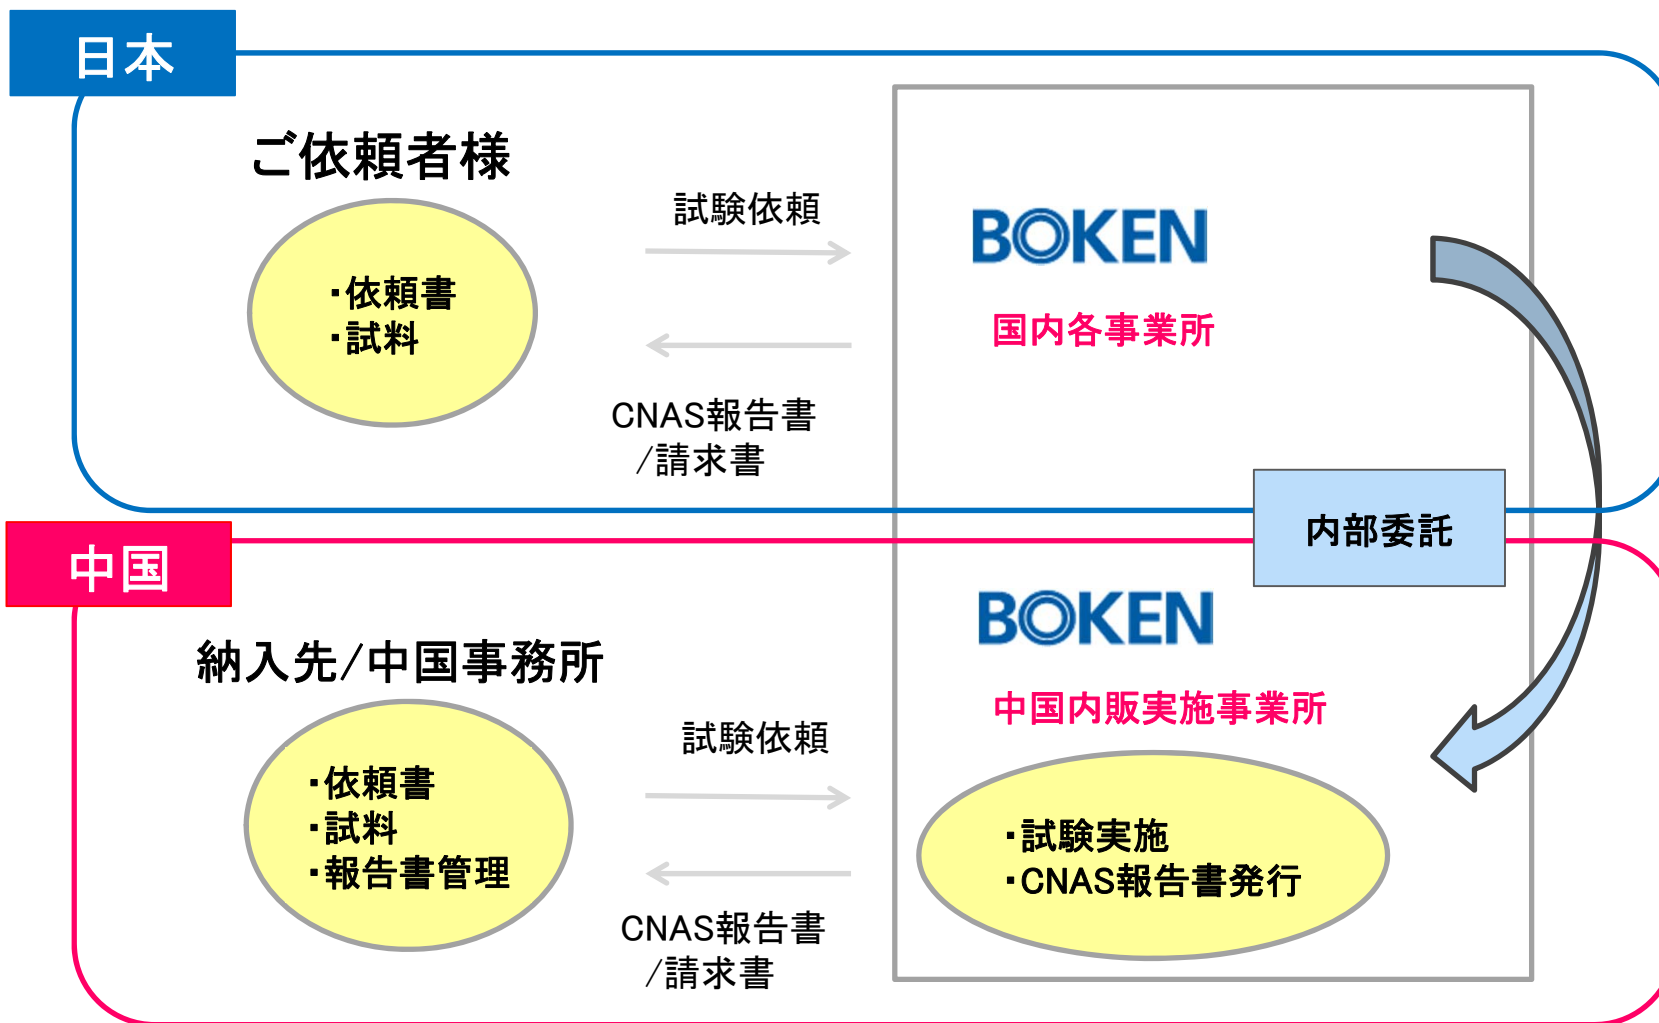 日本
ご依頼者様
・依頼書
・試料
試験依頼
CNAS報告書
/請求書
BOKEN
国内各事業所
内部委託
中国
納入先/中国事務所
・依頼書
・試料
・報告書管理
試験依頼
CNAS報告書
/請求書
BOKEN
中国内販実施事業所
・試験実施
・CNAS報告書発行